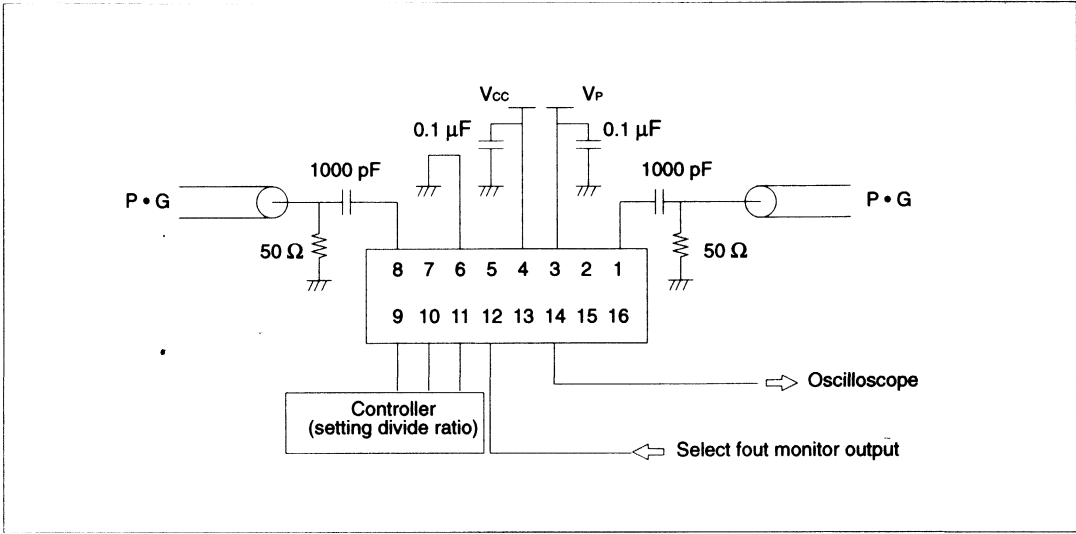 Vcc VP
0.1 μF 0.1 μF
1000 pF 1000 pF
P • G P • G
50 Ω 50 Ω
8 7 6 5 4 3 2 1
9 10 11 12 13 14 15 16
Oscilloscope
Controller
(setting divide ratio)
Select fout monitor output